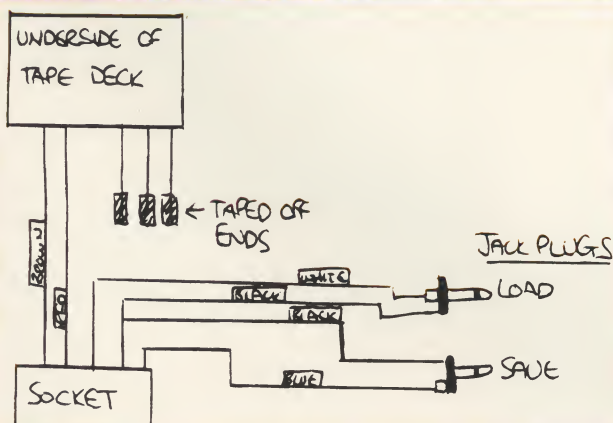 UNDERSIDE OF
TAPE DECK
← TAPED OFF
ENDS
BROWN
RED
WHITE
BLACK
BLACK
BLUE
JACK PLUGS
LOAD
SAVE
SOCKET